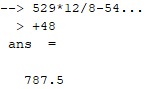 --> 529*12/8-54...
> +48
ans =
787.5